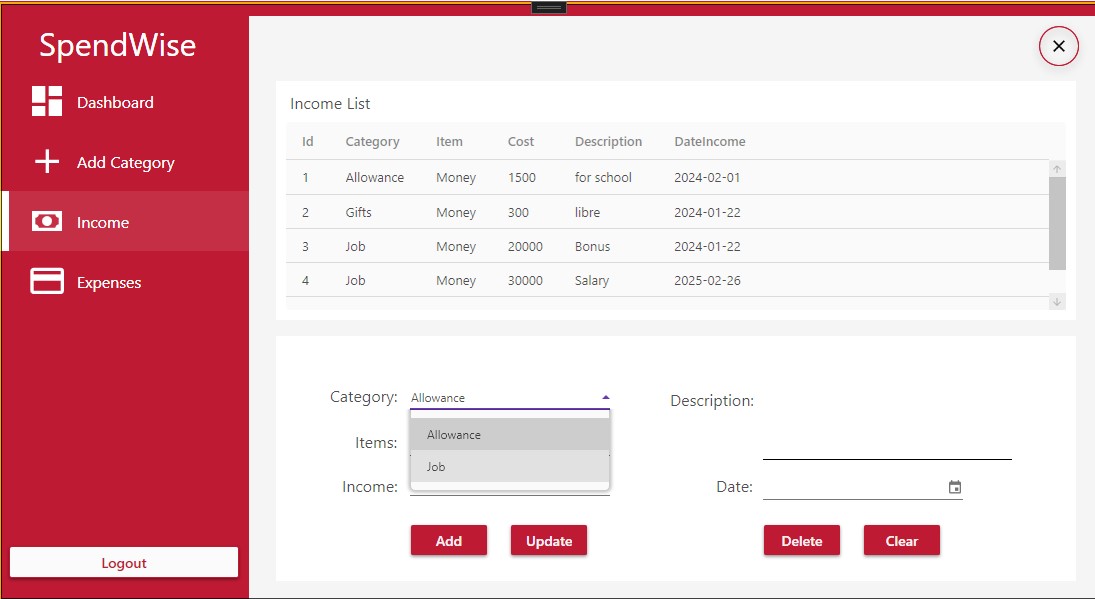 SpendWise
Dashboard
Add Category
Income
Expenses
Logout
Income List
Id Category Item Cost Description DateIncome
1 Allowance Money 1500 for school 2024-02-01
2 Gifts Money 300 libre 2024-01-22
3 Job Money 20000 Bonus 2024-01-22
4 Job Money 30000 Salary 2025-02-26
Category: Allowance Description:
Allowance
Items:
Job
Income: Date:
Add Update Delete Clear